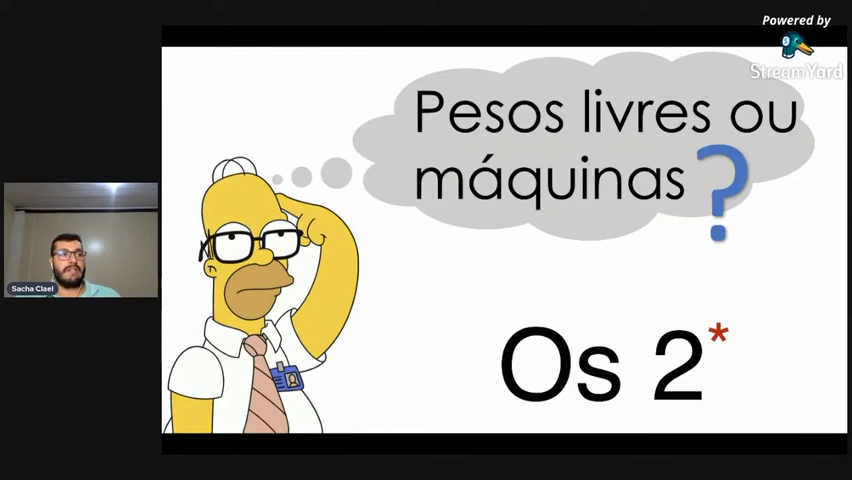 Powered by
StreamYard
Pesos livres ou
máquinas?
Sacha Clael
Os 2*